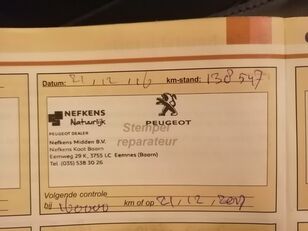 Datum: 21, 12, 16 km-stand: 138547
NEFKENS
Natuurlijk
PEUGEOT
PEUGEOT DEALER
Stempel
reparateur
Nefkens Midden B.V.
Nefkens Koot Baarn
Eemweg 29 K, 3755 LC Eemnes (Baarn)
Tel (035) 538 30 26
Volgende controle
bij km of op 21, 12, 2017